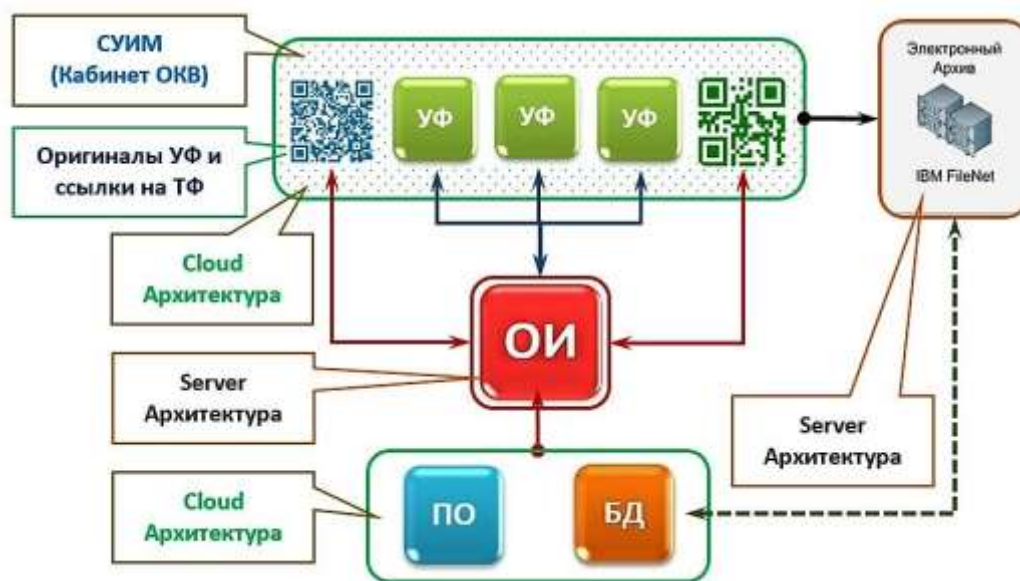 СУИМ
(Кабинет ОКВ)
Оригиналы УФ и
ссылки на ТФ
Cloud
Архитектура
УФ
УФ
УФ
Электронный
Архив
IBM FileNet
ОИ
Server
Архитектура
Server
Архитектура
Cloud
Архитектура
ПО
БД